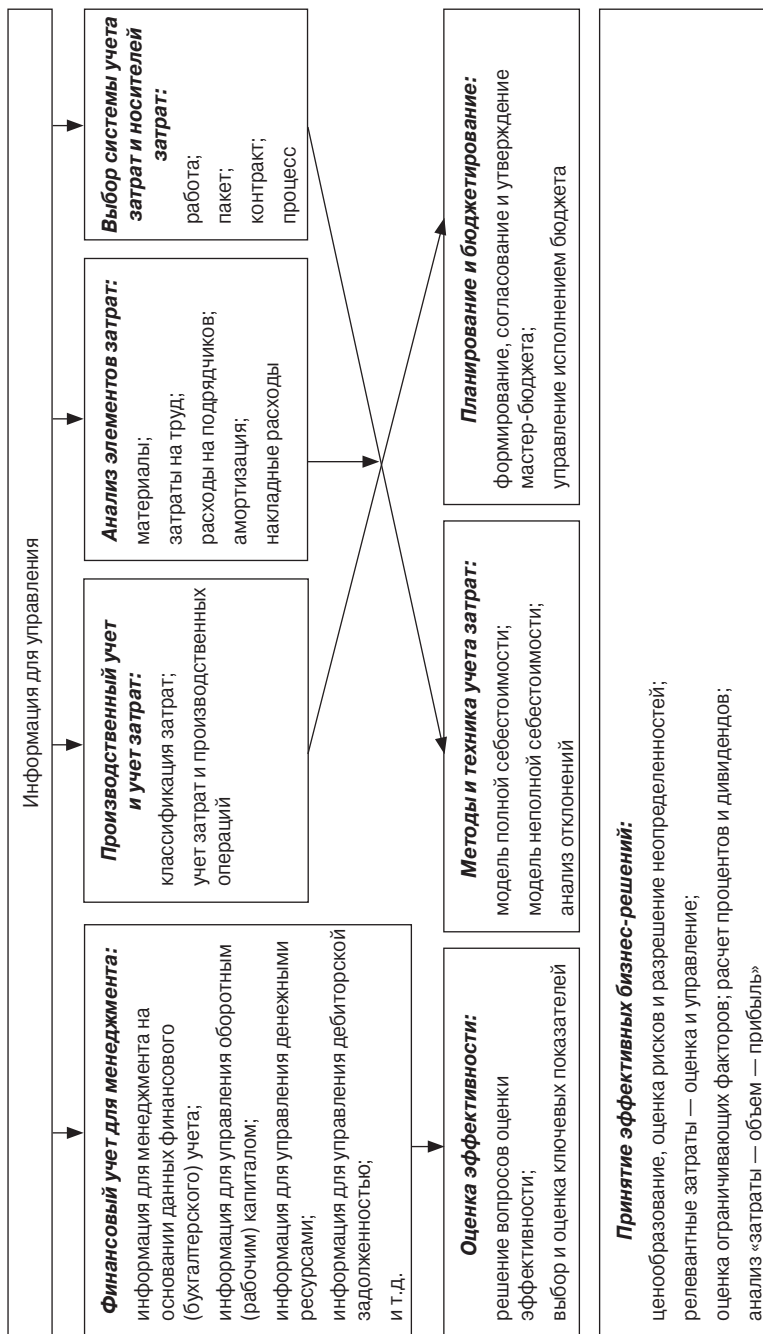 Информация для управления
Финансовый учет для менеджмента:
информация для менеджмента на
основании данных финансового
(бухгалтерского) учета;
информация для управления оборотным
(рабочим) капиталом;
информация для управления денежными
ресурсами;
информация для управления дебиторской
задолженностью;
и т.д.
Производственный учет
и учет затрат:
классификация затрат;
учет затрат и производственных
операций
Анализ элементов затрат:
материалы;
затраты на труд;
расходы на подрядчиков;
амортизация;
накладные расходы
Выбор системы учета
затрат и носителей
затрат:
работа;
пакет;
контракт;
процесс
Оценка эффективности:
решение вопросов оценки
эффективности;
выбор и оценка ключевых показателей
Методы и техника учета затрат:
модель полной себестоимости;
модель неполной себестоимости;
анализ отклонений
Планирование и бюджетирование:
формирование, согласование и утверждение
мастер-бюджета;
управление исполнением бюджета
Принятие эффективных бизнес-решений:
ценообразование, оценка рисков и разрешение неопределенностей;
релевантные затраты — оценка и управление;
оценка ограничивающих факторов; расчет процентов и дивидендов;
анализ «затраты — объем — прибыль»